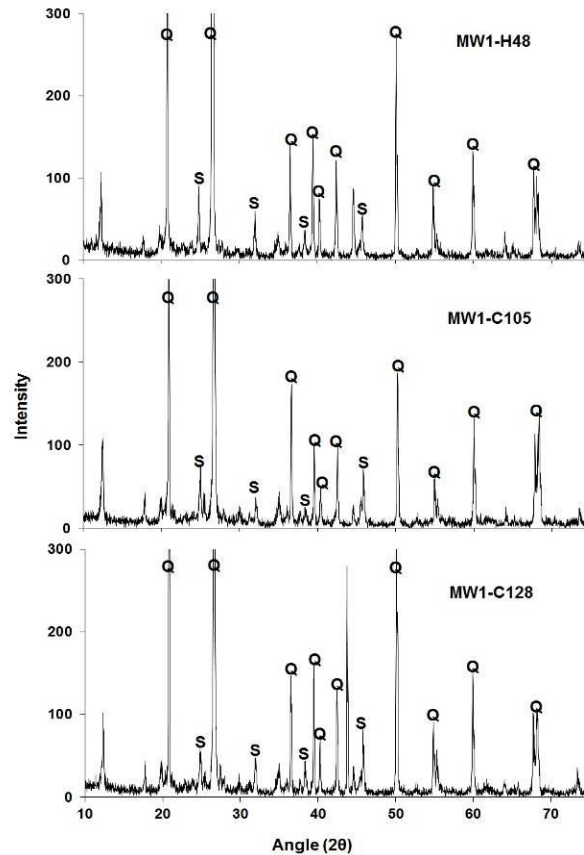 300
Q Q Q
MW1-H48
200
Q Q Q Q
100
S Q Q
S S S
0
300
Q Q
MW1-C105
200
Intensity
Q Q
100
Q Q Q Q
S Q S Q
S S
0
300
Q Q Q
MW1-C128
200
Q Q Q
100
Q Q Q
S S S Q S
0
10 20 30 40 50 60 70
Angle (2θ)